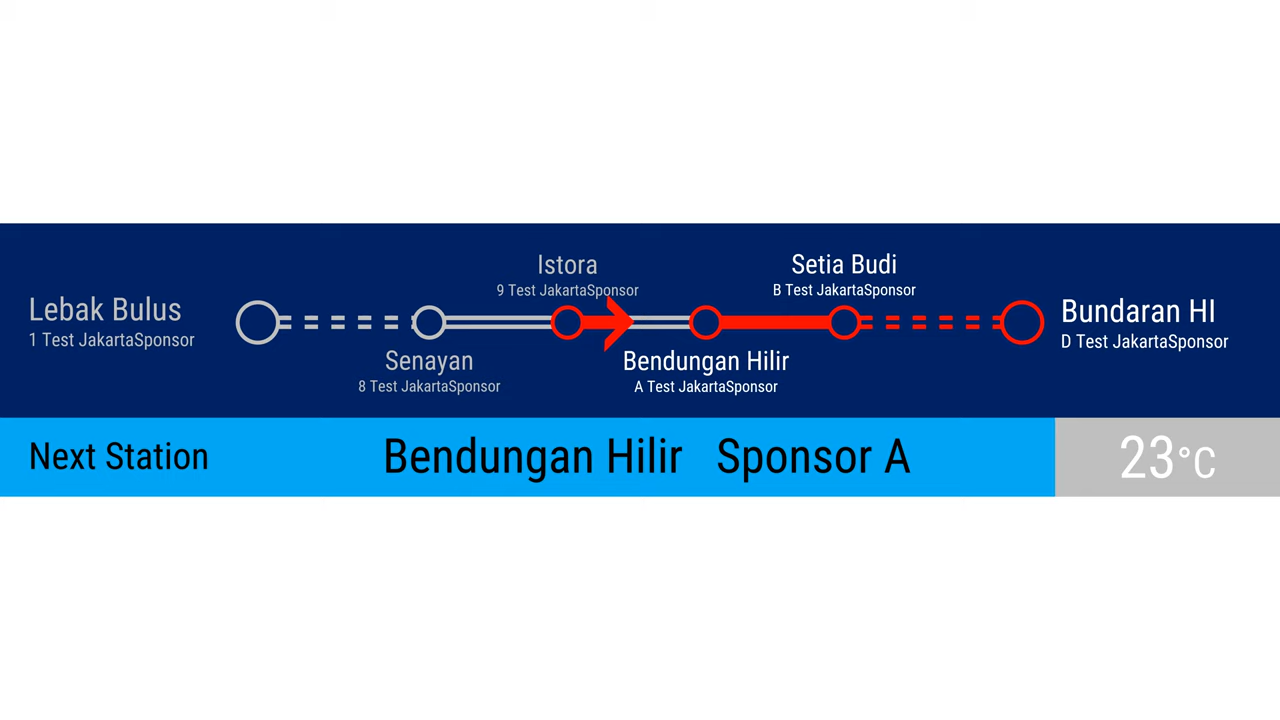 Lebak Bulus
1 Test JakartaSponsor
Senayan
8 Test JakartaSponsor
Istora
9 Test JakartaSponsor
Bendungan Hilir
A Test JakartaSponsor
Setia Budi
B Test JakartaSponsor
Bundaran HI
D Test JakartaSponsor
Next Station
Bendungan Hilir Sponsor A
23°C